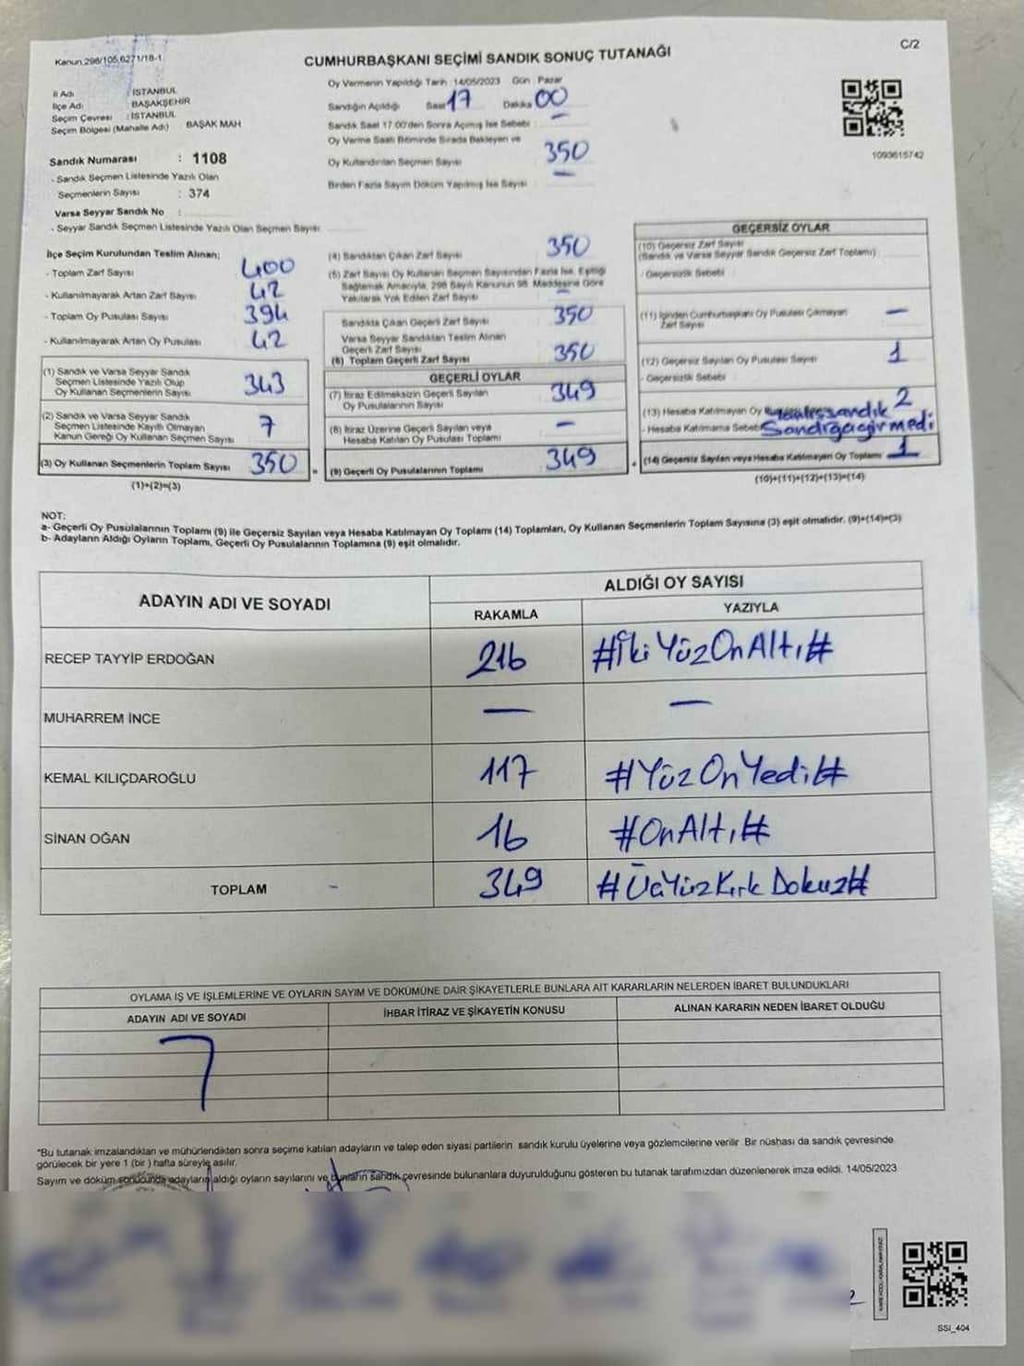 Kanun.298/105,6271/18-1
C/2
CUMHURBAŞKANI SEÇİMİ SANDIK SONUÇ TUTANAĞI
İl Adı : İSTANBUL
İlçe Adı : BAŞAKŞEHİR
Seçim Çevresi : İSTANBUL
Seçim Bölgesi (Mahalle Adı) BAŞAK MAH
Sandık Numarası : 1108
- Sandık Seçmen Listesinde Yazılı Olan
Seçmenlerin Sayısı : 374
Varsa Seyyar Sandık No :
- Seyyar Sandık Seçmen Listesinde Yazılı Olan Seçmen Sayısı
Oy Vermenin Yapıldığı Tarih 14/05/2023 Gün Pazar
Sandığın Açıldığı Saat 17 Dakika 00
Sandık Saat 17:00'den Sonra Açılmış İse Sebebi : —
Oy Verme Saati Bitiminde Sırada Bekleyen ve
Oy Kullandırılan Seçmen Sayısı 350
Birden Fazla Sayım Döküm Yapılmış İse Sayısı —
1093615742
İlçe Seçim Kurulundan Teslim Alınan;
- Toplam Zarf Sayısı 400
- Kullanılmayarak Artan Zarf Sayısı 42
- Toplam Oy Pusulası Sayısı 394
- Kullanılmayarak Artan Oy Pusulası 42
(1) Sandık ve Varsa Seyyar Sandık
Seçmen Listesinde Yazılı Olup
Oy Kullanan Seçmenlerin Sayısı 343
(2) Sandık ve Varsa Seyyar Sandık
Seçmen Listesinde Kayıtlı Olmayan
Kanun Gereği Oy Kullanan Seçmen Sayısı 7
(3) Oy Kullanan Seçmenlerin Toplam Sayısı 350
(1)+(2)=(3)
(4) Sandıktan Çıkan Zarf Sayısı 350
(5) Zarf Sayısı Oy Kullanan Seçmen Sayısından Fazla İse, Eşitliği
Sağlamak Amacıyla, 298 Sayılı Kanunun 98. Maddesine Göre
Yakılarak Yok Edilen Zarf Sayısı —
Sandıkta Çıkan Geçerli Zarf Sayısı 350
Varsa Seyyar Sandıktan Teslim Alınan
Geçerli Zarf Sayısı
(6) Toplam Geçerli Zarf Sayısı 350
GEÇERLİ OYLAR
(7) İtiraz Edilmeksizin Geçerli Sayılan
Oy Pusulalarının Sayısı 349
(8) İtiraz Üzerine Geçerli Sayılan veya
Hesaba Katılan Oy Pusulası Toplamı —
= (9) Geçerli Oy Pusulalarının Toplamı 349
GEÇERSİZ OYLAR
(10) Geçersiz Zarf Sayısı
(Sandık ve Varsa Seyyar Sandık Geçersiz Zarf Toplamı)
- Geçersizlik Sebebi
(11) İçinden Cumhurbaşkanı Oy Pusulası Çıkmayan
Zarf Sayısı —
(12) Geçersiz Sayılan Oy Pusulası Sayısı 1
- Geçersizlik Sebebi
(13) Hesaba Katılmayan Oy sandık 2
- Hesaba Katılmama Sebebi Sandığa girmedi
+ (14) Geçersiz Sayılan veya Hesaba Katılmayan Oy Toplamı 1
(10)+(11)+(12)+(13)=(14)
NOT:
a- Geçerli Oy Pusulalarının Toplamı (9) ile Geçersiz Sayılan veya Hesaba Katılmayan Oy Toplamı (14) Toplamları, Oy Kullanan Seçmenlerin Toplam Sayısına (3) eşit olmalıdır. (9)+(14)=(3)
b- Adayların Aldığı Oyların Toplamı, Geçerli Oy Pusulalarının Toplamına (9) eşit olmalıdır.
ADAYIN ADI VE SOYADI
ALDIĞI OY SAYISI
RAKAMLA YAZIYLA
RECEP TAYYİP ERDOĞAN 216 #İkiYüzOnAltı#
MUHARREM İNCE — —
KEMAL KILIÇDAROĞLU 117 #YüzOnYedi#
SİNAN OĞAN 16 #OnAltı#
TOPLAM - 349 #ÜçYüzKırkDokuz#
OYLAMA İŞ VE İŞLEMLERİNE VE OYLARIN SAYIM VE DÖKÜMÜNE DAİR ŞİKAYETLERLE BUNLARA AİT KARARLARIN NELERDEN İBARET BULUNDUKLARI
ADAYIN ADI VE SOYADI İHBAR İTİRAZ VE ŞİKAYETİN KONUSU ALINAN KARARIN NEDEN İBARET OLDUĞU
*Bu tutanak imzalandıktan ve mühürlendikten sonra seçime katılan adayların ve talep eden siyasi partilerin sandık kurulu üyelerine veya gözlemcilerine verilir. Bir nüshası da sandık çevresinde
görülecek bir yere 1 (bir) hafta süreyle asılır.
Sayım ve döküm sonucunda adayların aldığı oyların sayılarını ve bunların sandık çevresinde bulunanlara duyurulduğunu gösteren bu tutanak tarafımızdan düzenlenerek imza edildi. 14/05/2023
SSI_404